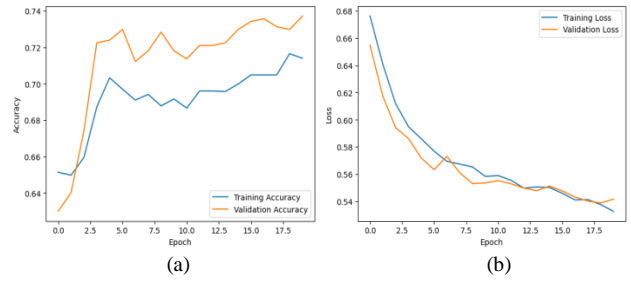 0.74
0.72
0.70
0.68
0.66
0.64
Accuracy
0.0 2.5 5.0 7.5 10.0 12.5 15.0 17.5
Epoch
Training Accuracy
Validation Accuracy
(a)
0.68
0.66
0.64
0.62
0.60
0.58
0.56
0.54
Loss
0.0 2.5 5.0 7.5 10.0 12.5 15.0 17.5
Epoch
Training Loss
Validation Loss
(b)